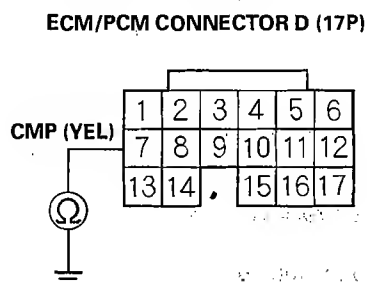 ECM/PCM CONNECTOR D (17P)
1 2 3 4 5 6
CMP (YEL)
7 8 9 10 11 12
13 14 15 16 17
Ω